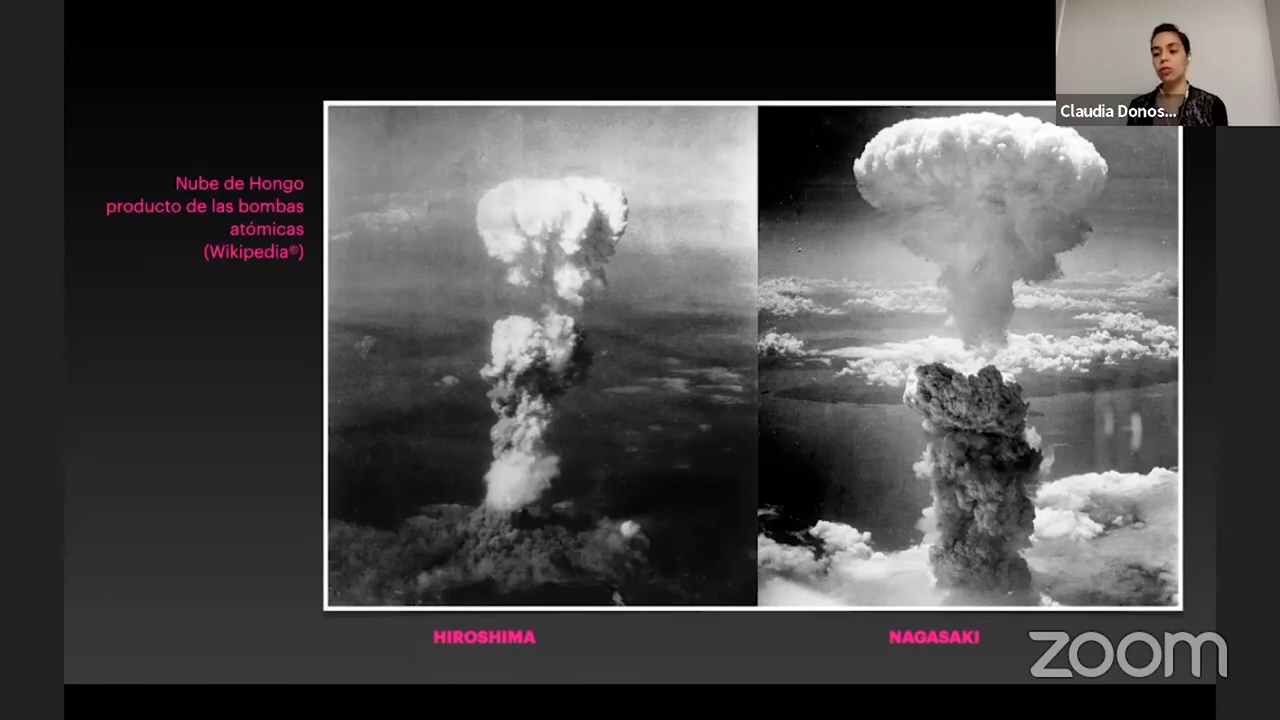 Claudia Donos...
Nube de Hongo
producto de las bombas
atómicas
(Wikipedia©)
HIROSHIMA
NAGASAKI
zoom